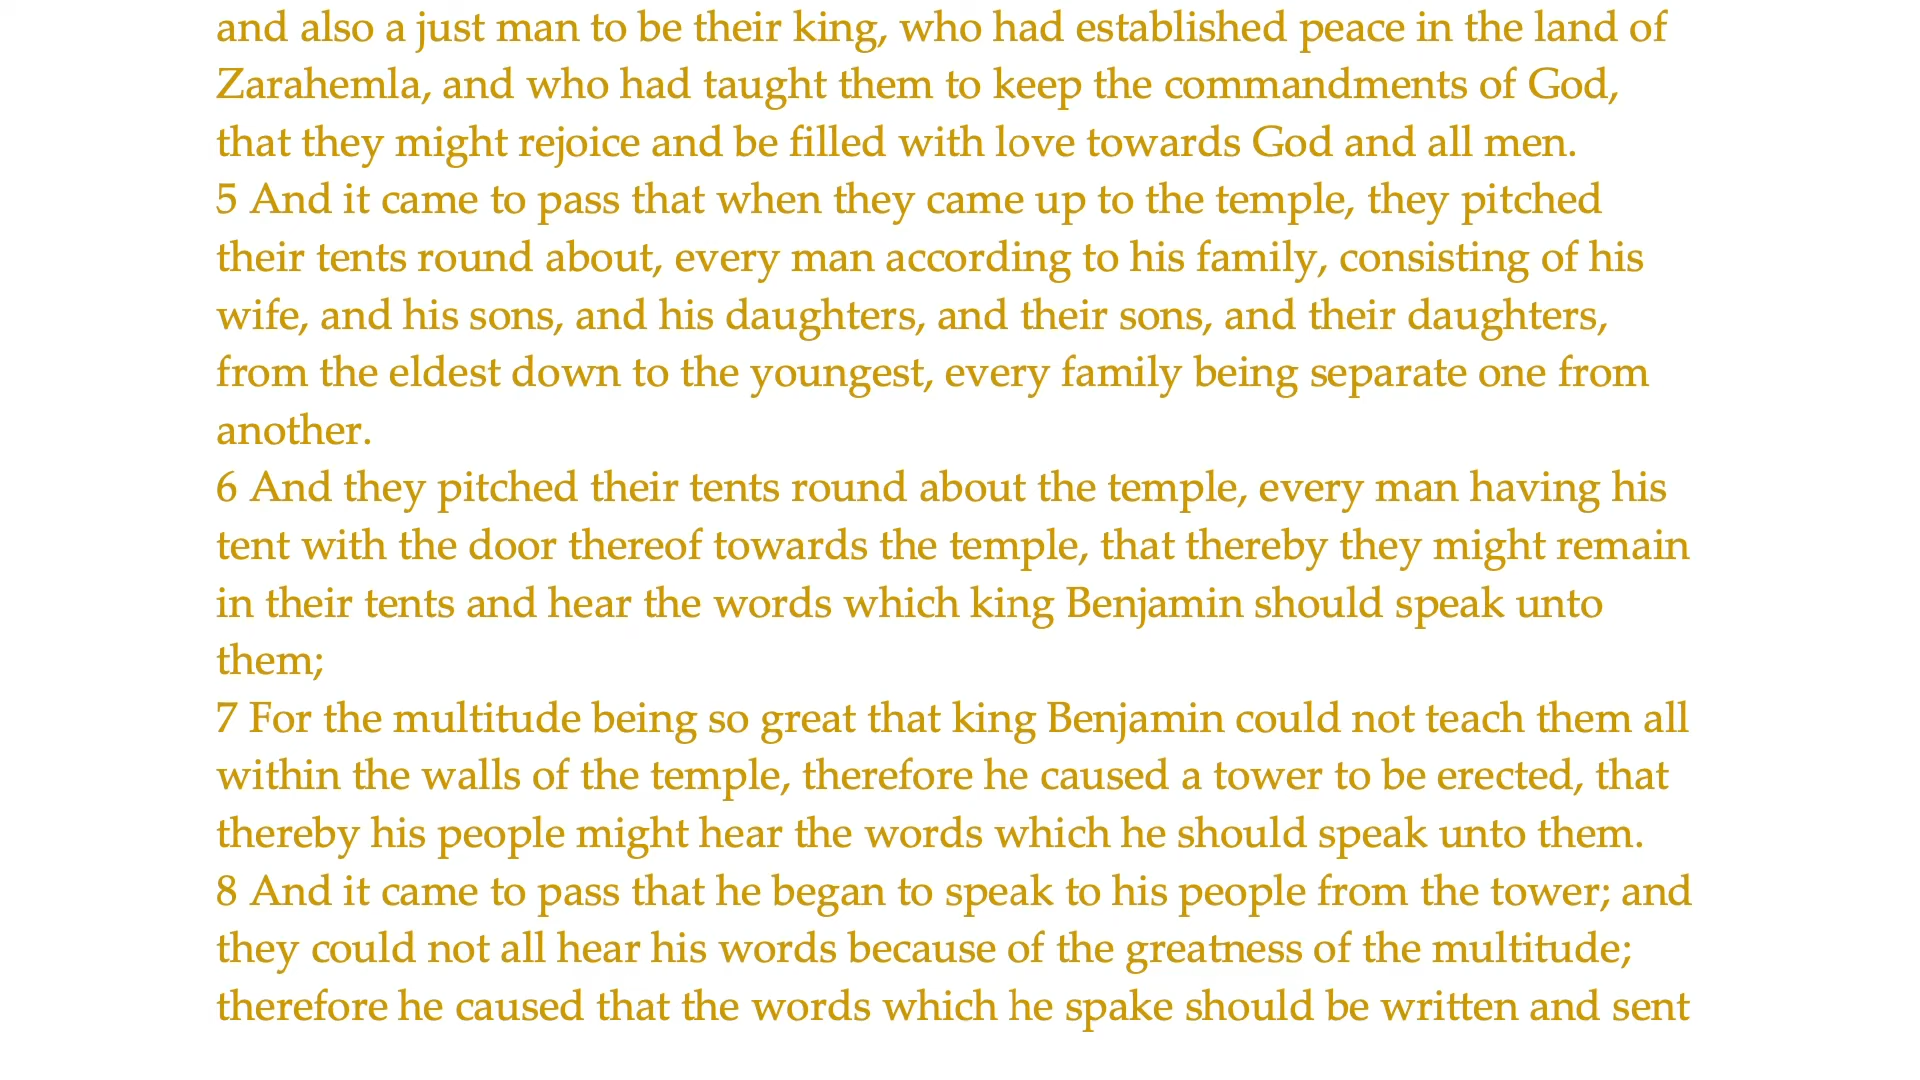 and also a just man to be their king, who had established peace in the land of
Zarahemla, and who had taught them to keep the commandments of God,
that they might rejoice and be filled with love towards God and all men.
5 And it came to pass that when they came up to the temple, they pitched
their tents round about, every man according to his family, consisting of his
wife, and his sons, and his daughters, and their sons, and their daughters,
from the eldest down to the youngest, every family being separate one from
another.
6 And they pitched their tents round about the temple, every man having his
tent with the door thereof towards the temple, that thereby they might remain
in their tents and hear the words which king Benjamin should speak unto
them;
7 For the multitude being so great that king Benjamin could not teach them all
within the walls of the temple, therefore he caused a tower to be erected, that
thereby his people might hear the words which he should speak unto them.
8 And it came to pass that he began to speak to his people from the tower; and
they could not all hear his words because of the greatness of the multitude;
therefore he caused that the words which he spake should be written and sent